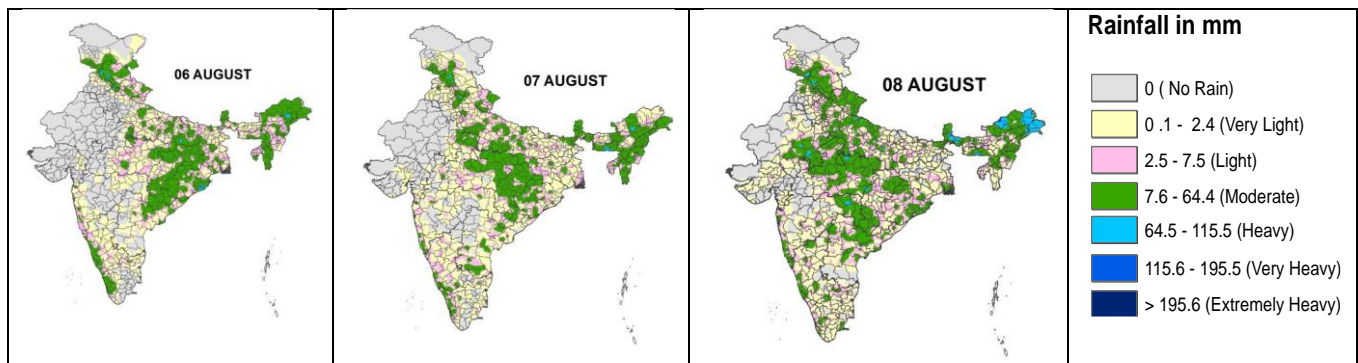 06 AUGUST
07 AUGUST
08 AUGUST
Rainfall in mm
0 ( No Rain)
0 .1 - 2.4 (Very Light)
2.5 - 7.5 (Light)
7.6 - 64.4 (Moderate)
64.5 - 115.5 (Heavy)
115.6 - 195.5 (Very Heavy)
> 195.6 (Extremely Heavy)